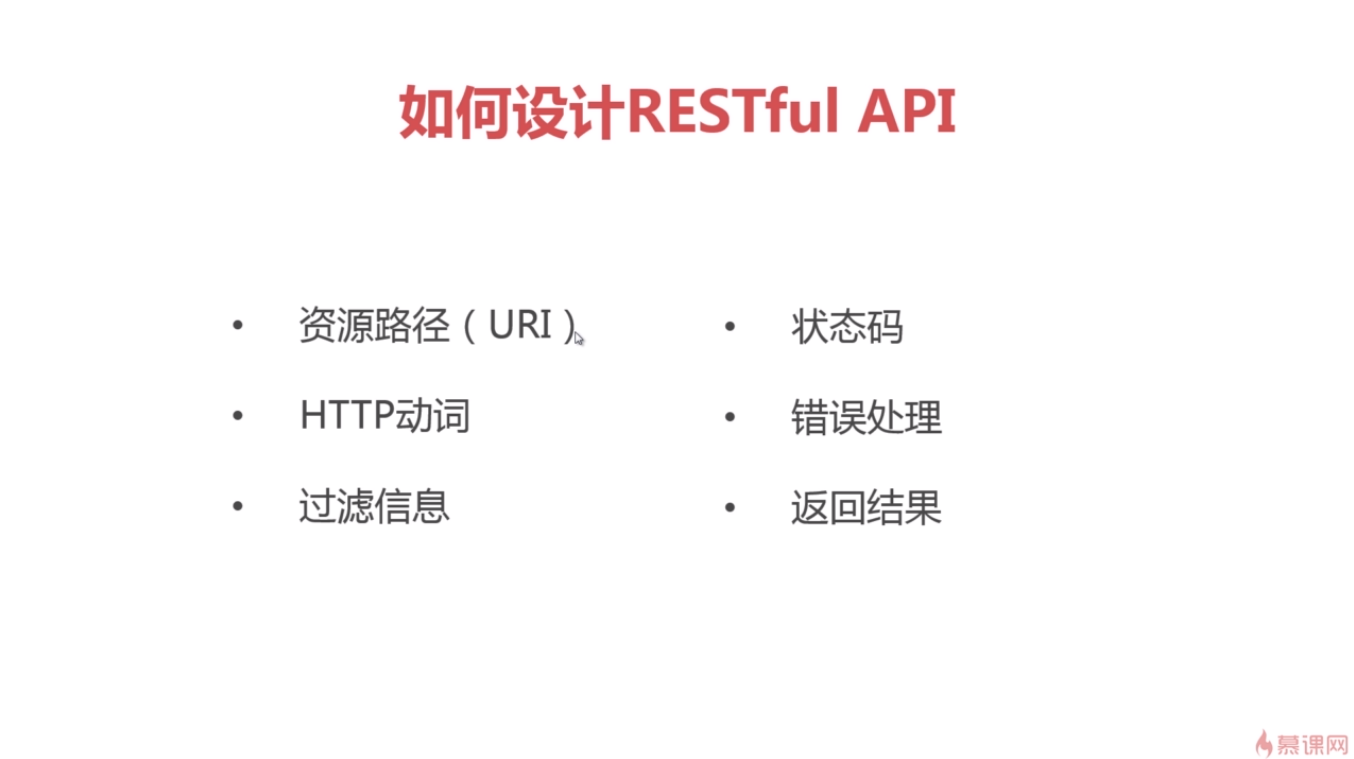 如何设计RESTful API
• 资源路径（URI）
• HTTP动词
• 过滤信息
• 状态码
• 错误处理
• 返回结果
慕课网